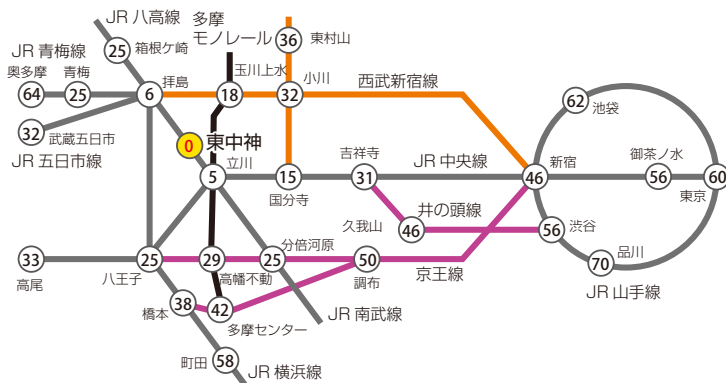 JR 八高線
多摩
モノレール
36
東村山
25
箱根ケ崎
JR 青梅線
奥多摩
青梅
拝島
玉川上水
小川
西武新宿線
64
25
6
18
32
62
池袋
32
武蔵五日市
JR 五日市線
0
東中神
立川
吉祥寺
JR 中央線
新宿
御茶ノ水
5
15
31
46
56
60
国分寺
東京
久我山
46
井の頭線
56
渋谷
分倍河原
33
25
29
25
50
70
品川
高尾
八王子
高幡不動
調布
京王線
JR 山手線
38
42
橋本
多摩センター
JR 南武線
町田
58
JR 横浜線